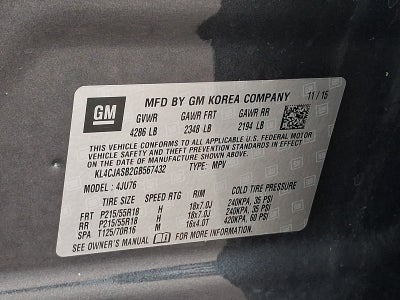 GM
MFD BY GM KOREA COMPANY 11/15
GVWR GAWR FRT GAWR RR
4286 LB 2348 LB 2194 LB
THIS VEHICLE CONFORMS TO ALL APPLICABLE U.S. FEDERAL MOTOR
VEHICLE SAFETY, BUMPER, AND THEFT PREVENTION STANDARDS IN EFFECT
ON THE DATE OF MANUFACTURE SHOWN ABOVE.
KL4CJASB2GB567432 TYPE: MPV
MODEL: 4JU76
TIRE SIZE SPEED RTG RIM COLD TIRE PRESSURE
FRT P215/55R18 H 18x7.0J 240KPA, 35 PSI
RR P215/55R18 H 18x7.0J 240KPA, 35 PSI
SPA T125/70R16 M 16x4.0T 420KPA, 60 PSI
SEE OWNER'S MANUAL FOR MORE INFORMATION.